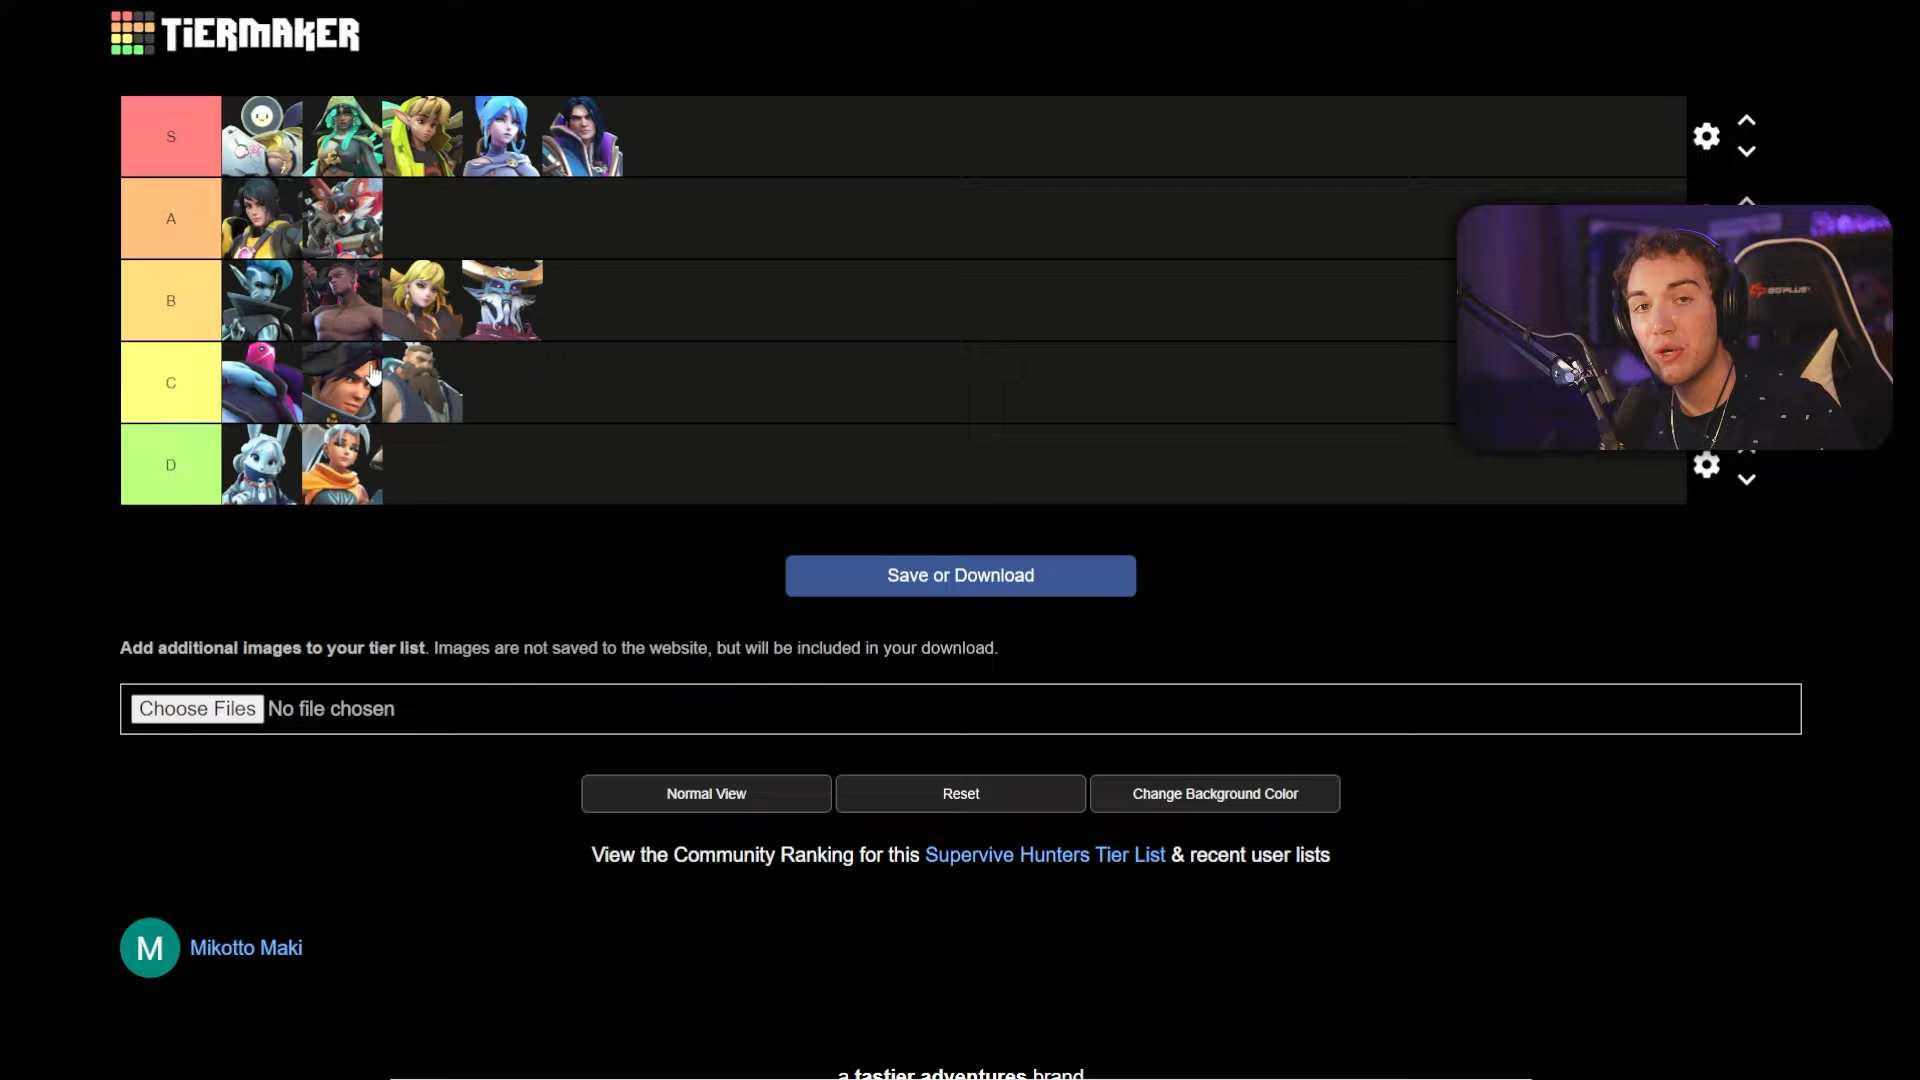 TiERMAKER
S
A
B
C
D
GOPLUS
Save or Download
Add additional images to your tier list. Images are not saved to the website, but will be included in your download.
Choose Files No file chosen
Normal View
Reset
Change Background Color
View the Community Ranking for this Supervive Hunters Tier List & recent user lists
M
Mikotto Maki
a tastier adventures brand